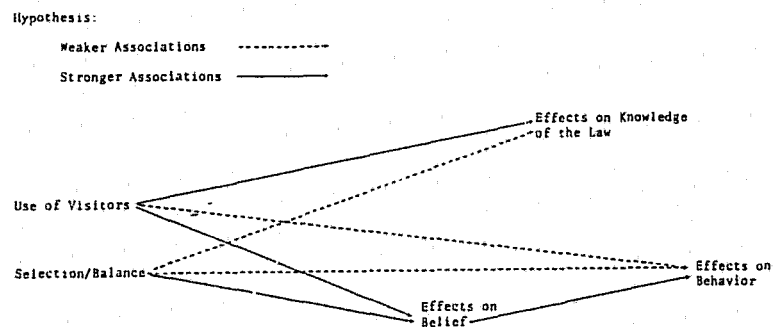 Hypothesis:
Weaker Associations
Stronger Associations
Effects on Knowledge
of the Law
Use of Visitors
Selection/Balance
Effects on
Behavior
Effects on
Belief